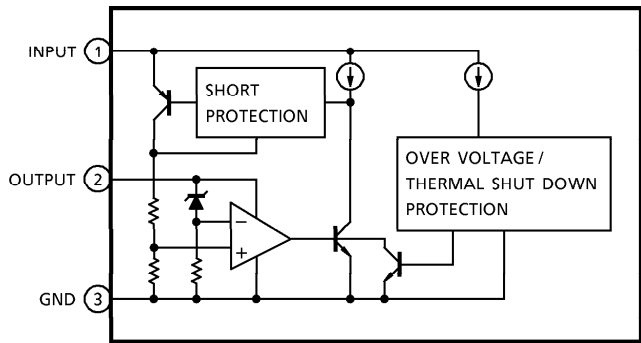 INPUT 1
SHORT
PROTECTION
OUTPUT 2
OVER VOLTAGE /
THERMAL SHUT DOWN
PROTECTION
−
+
GND 3